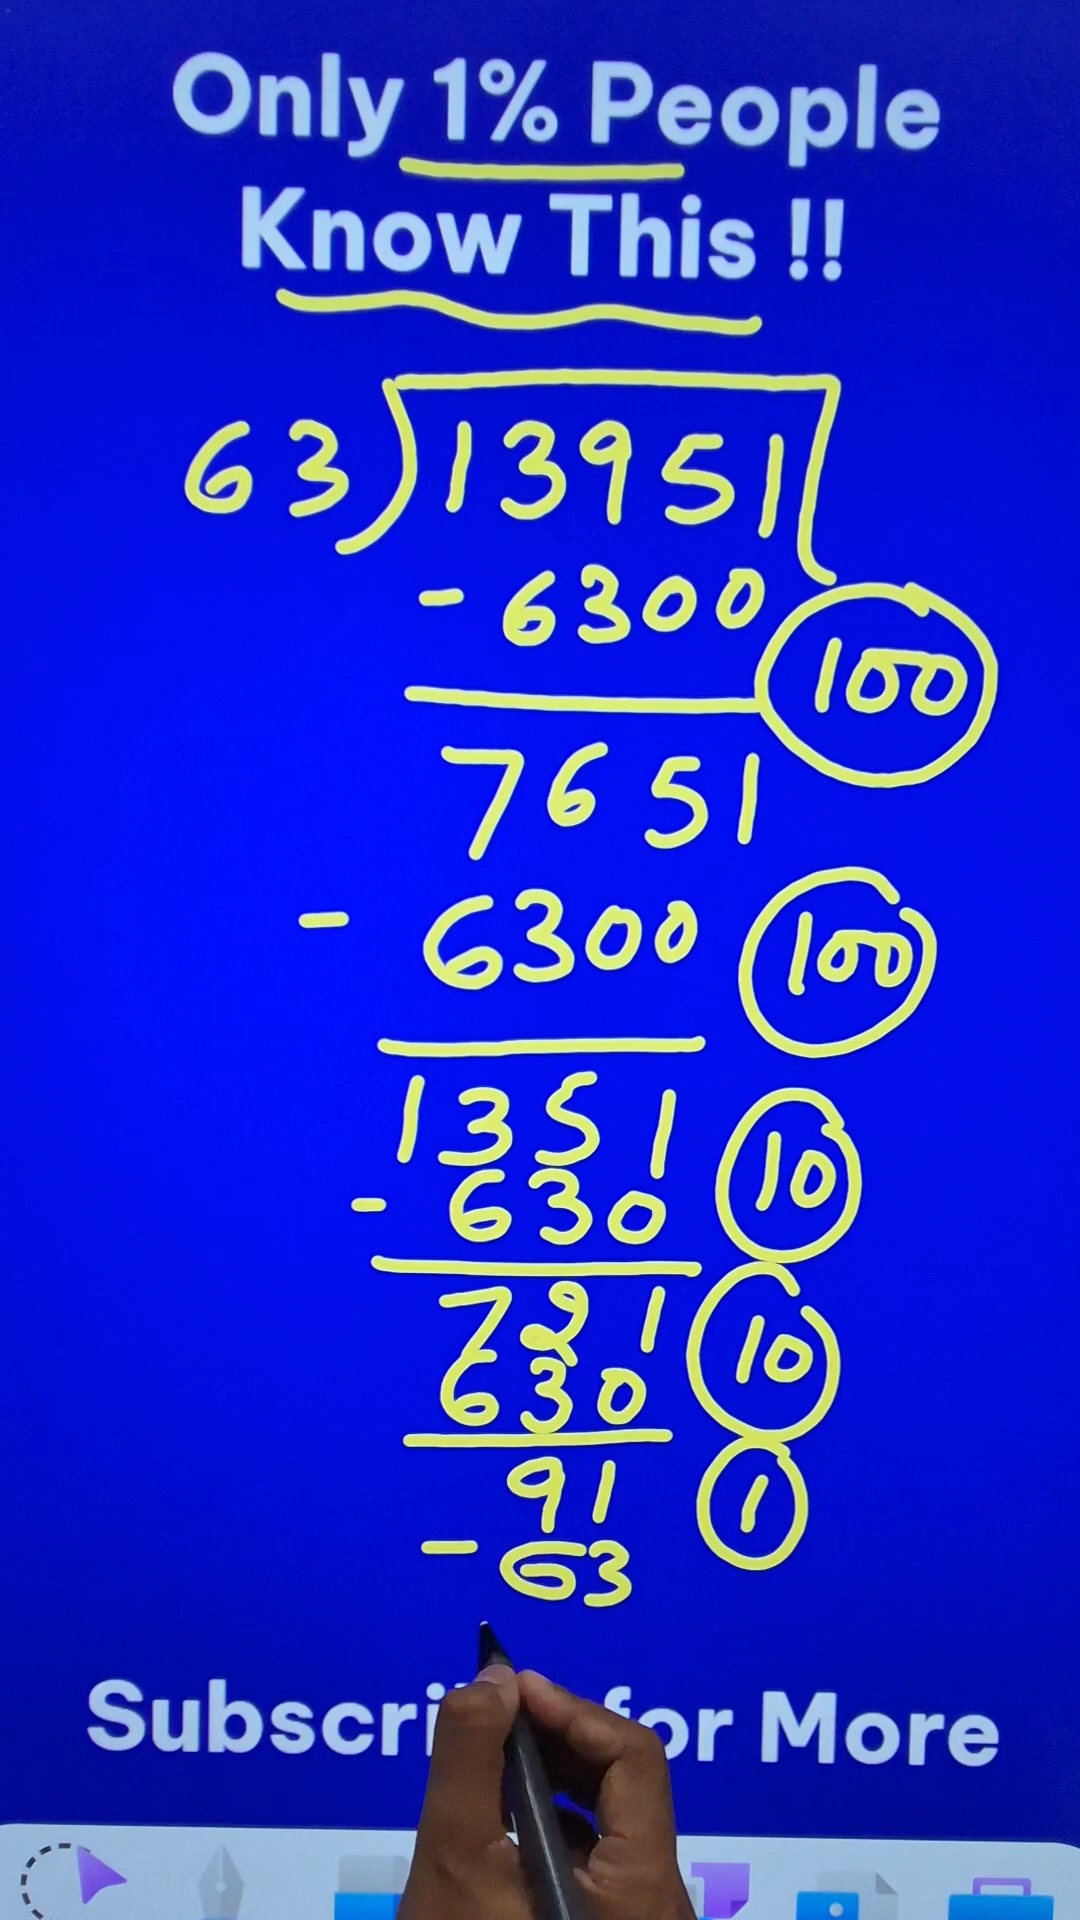 Only 1% People
Know This !!
63)13951
- 6300 100
7651
- 6300 100
1351
- 630 10
721
630 10
91
- 63 1
for More